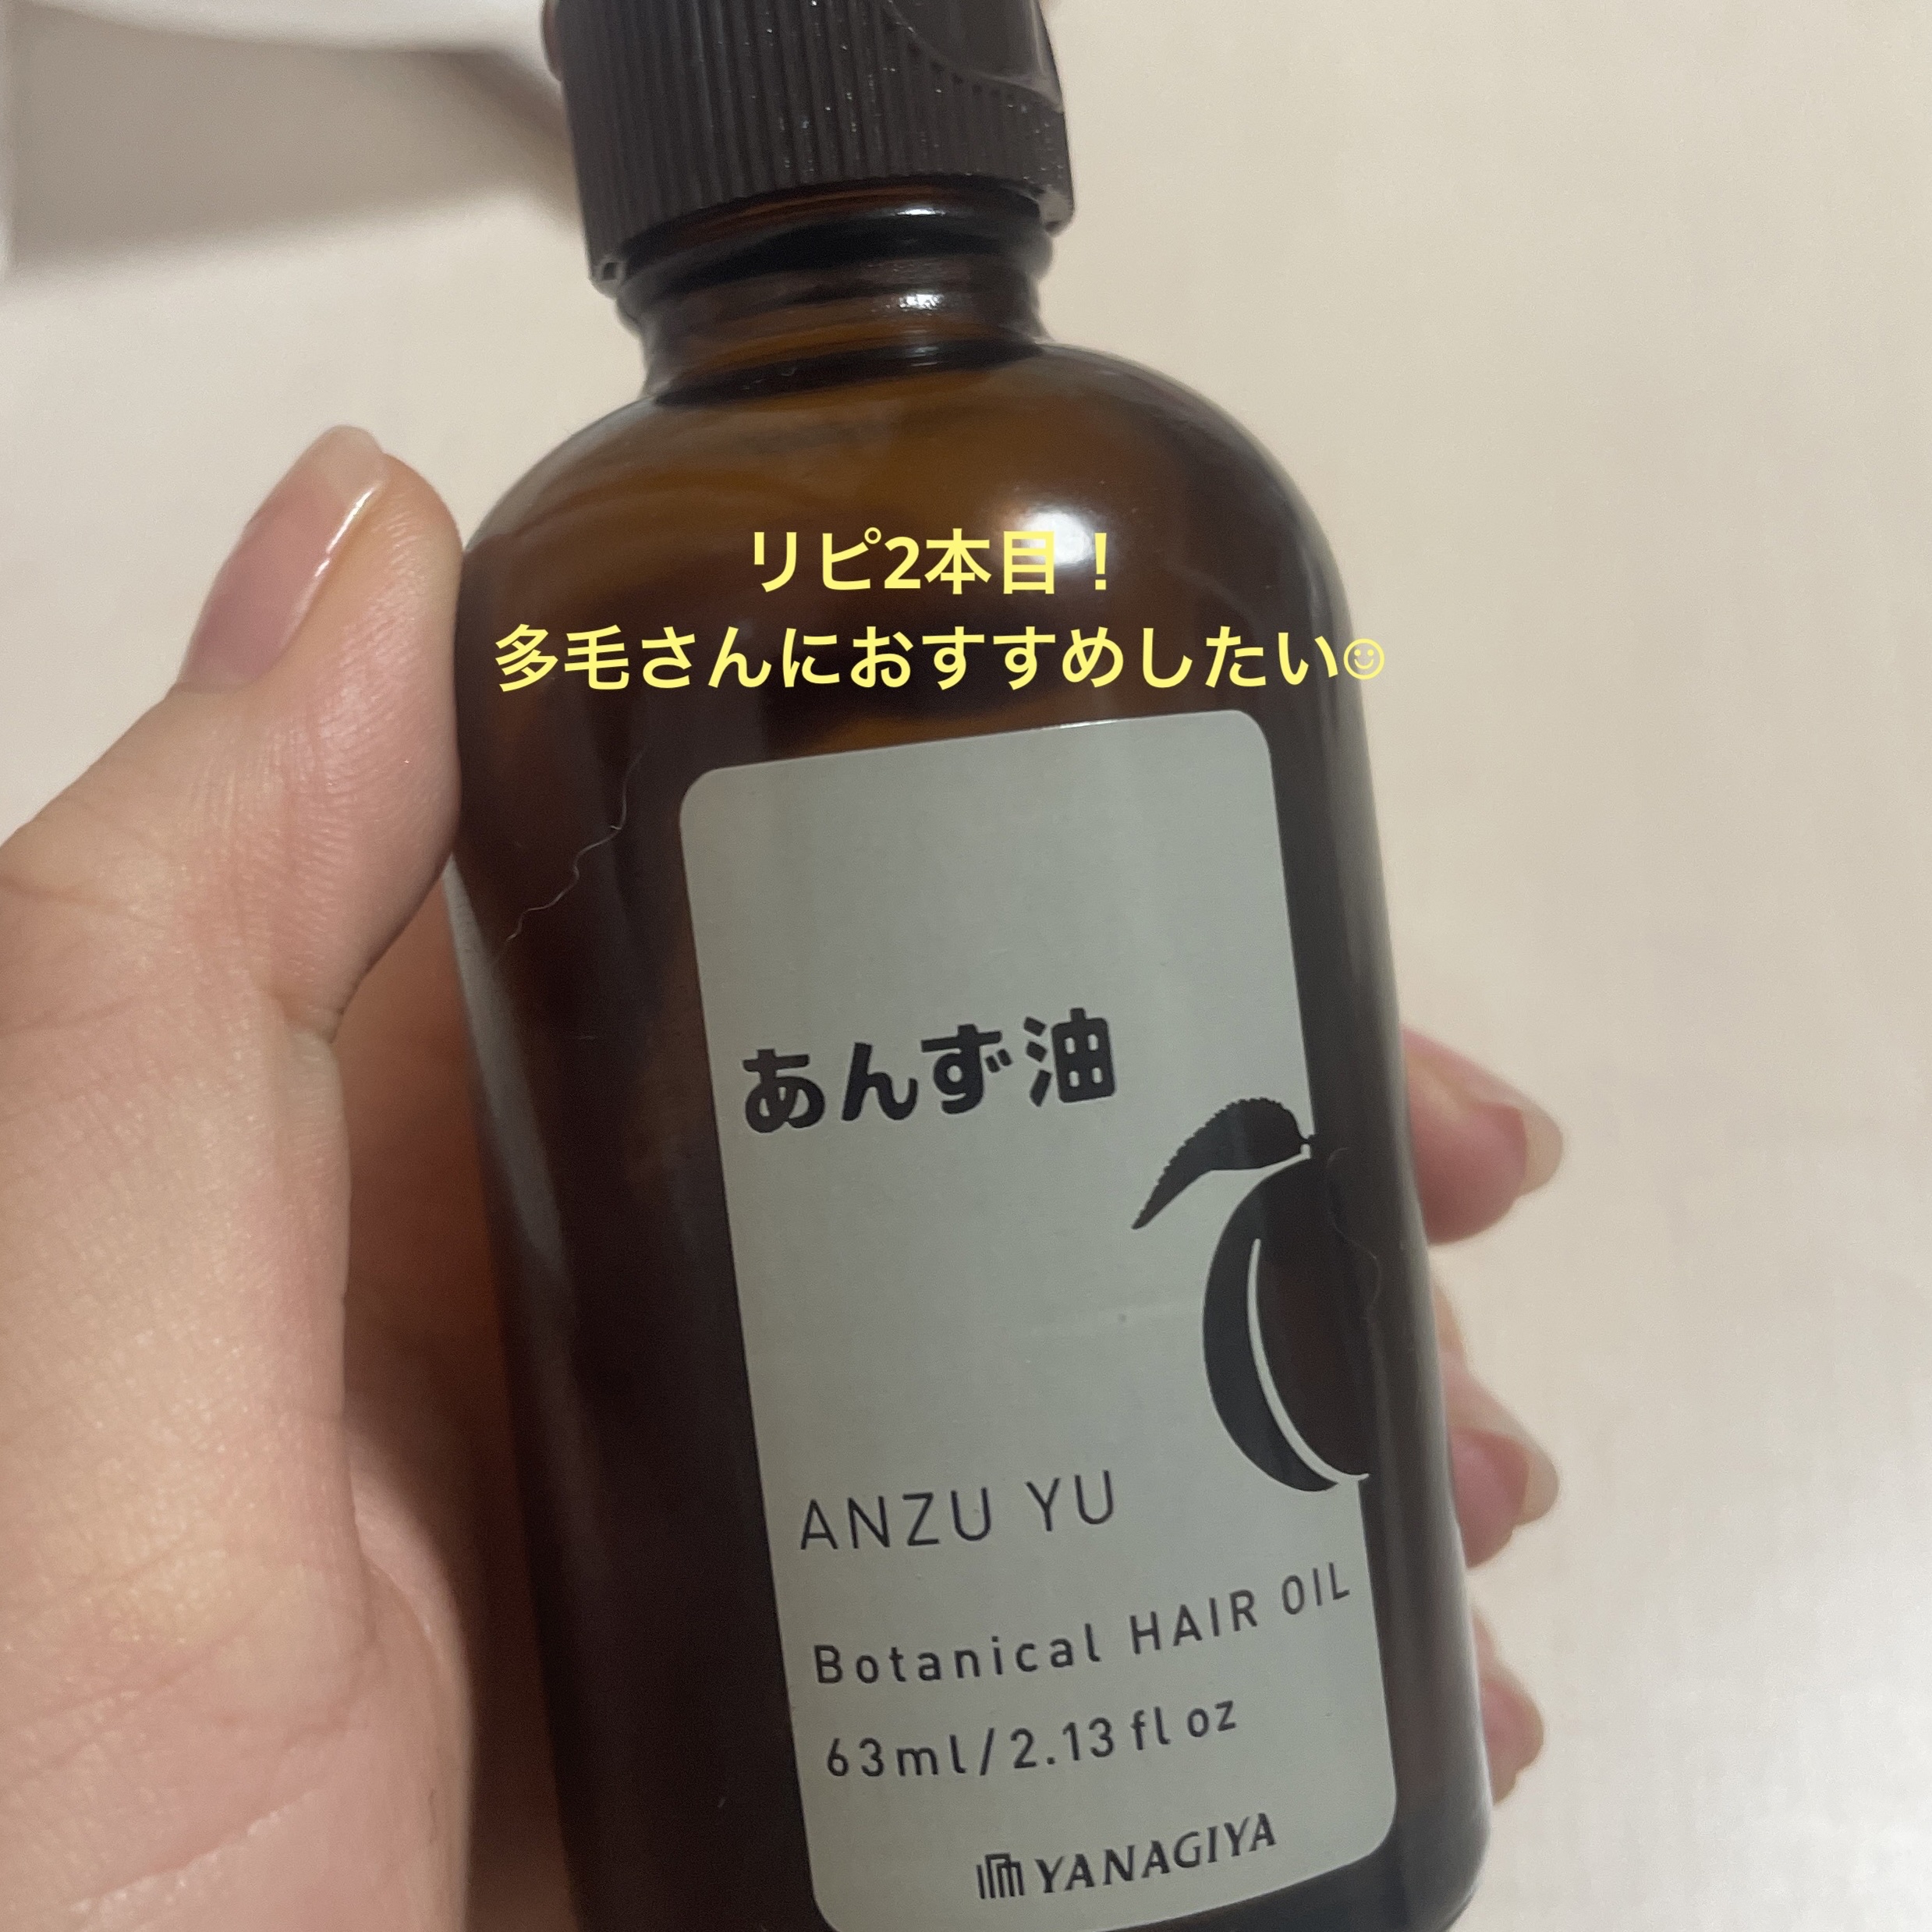 リピ2本目！
多毛さんにおすすめしたい☺
あんず油
ANZU YU
Botanical HAIR OIL
63ml/2.13 fl oz
YANAGIYA